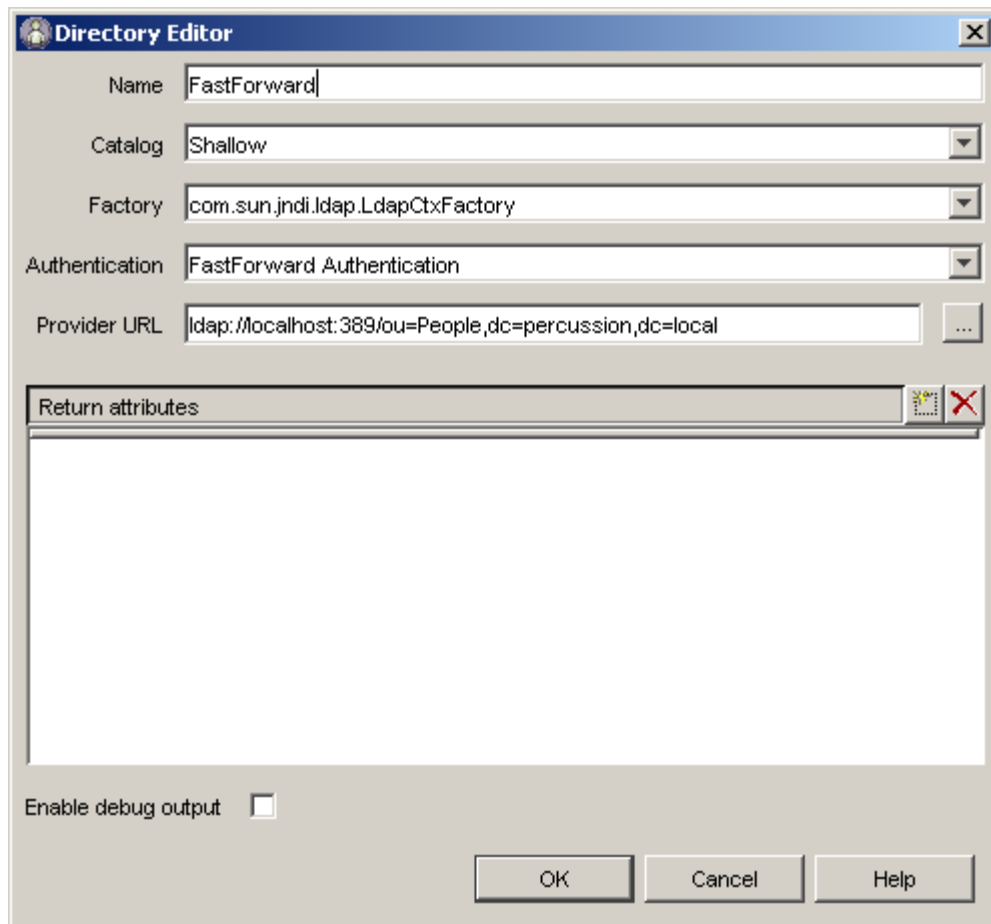 Directory Editor
Name FastForward
Catalog Shallow
Factory com.sun.jndi.ldap.LdapCtxFactory
Authentication FastForward Authentication
Provider URL ldap://localhost:389/ou=People,dc=percussion,dc=local ...
Return attributes
Enable debug output
OK Cancel Help